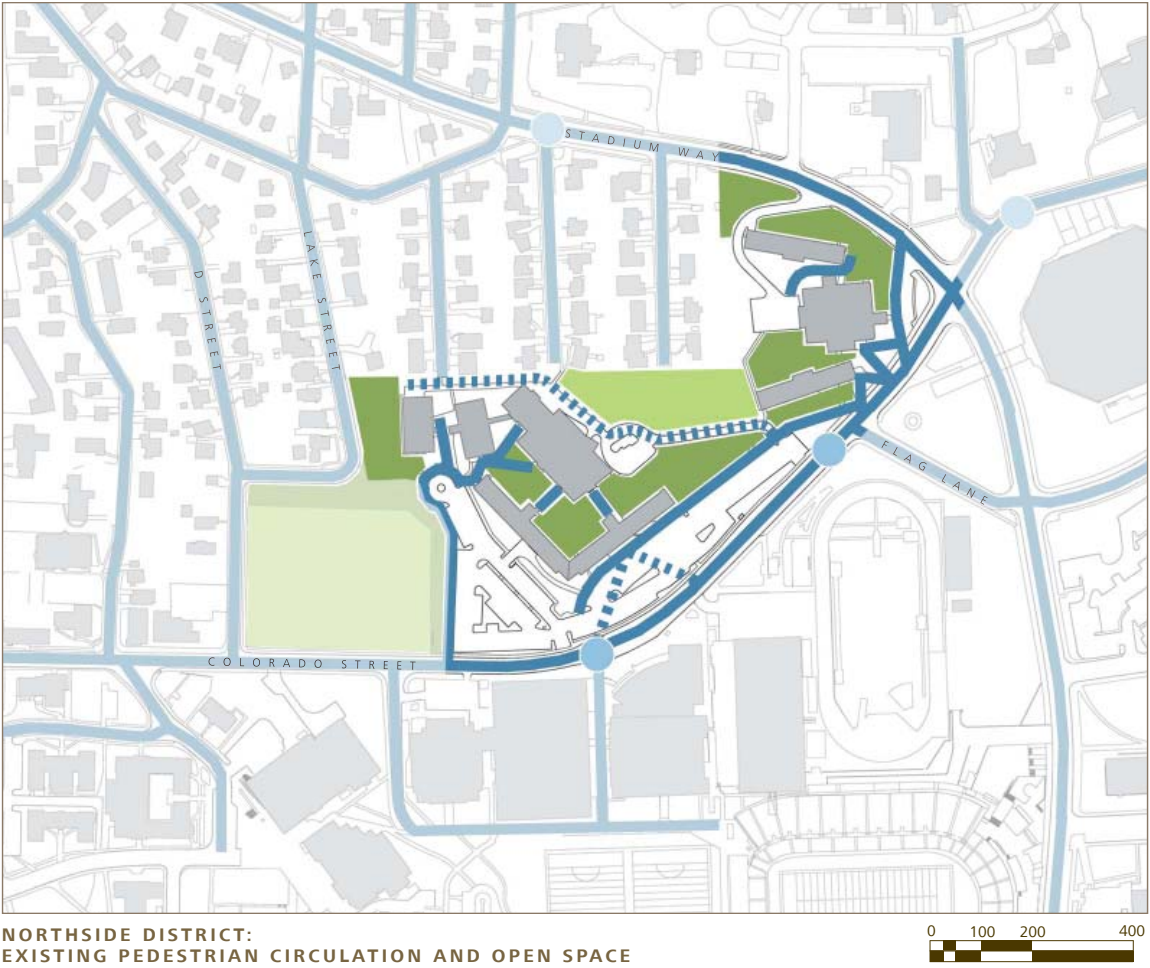 STADIUM WAY
LAKE STREET
D STREET
FLAG LANE
COLORADO STREET
NORTHSIDE DISTRICT:
EXISTING PEDESTRIAN CIRCULATION AND OPEN SPACE
0 100 200 400